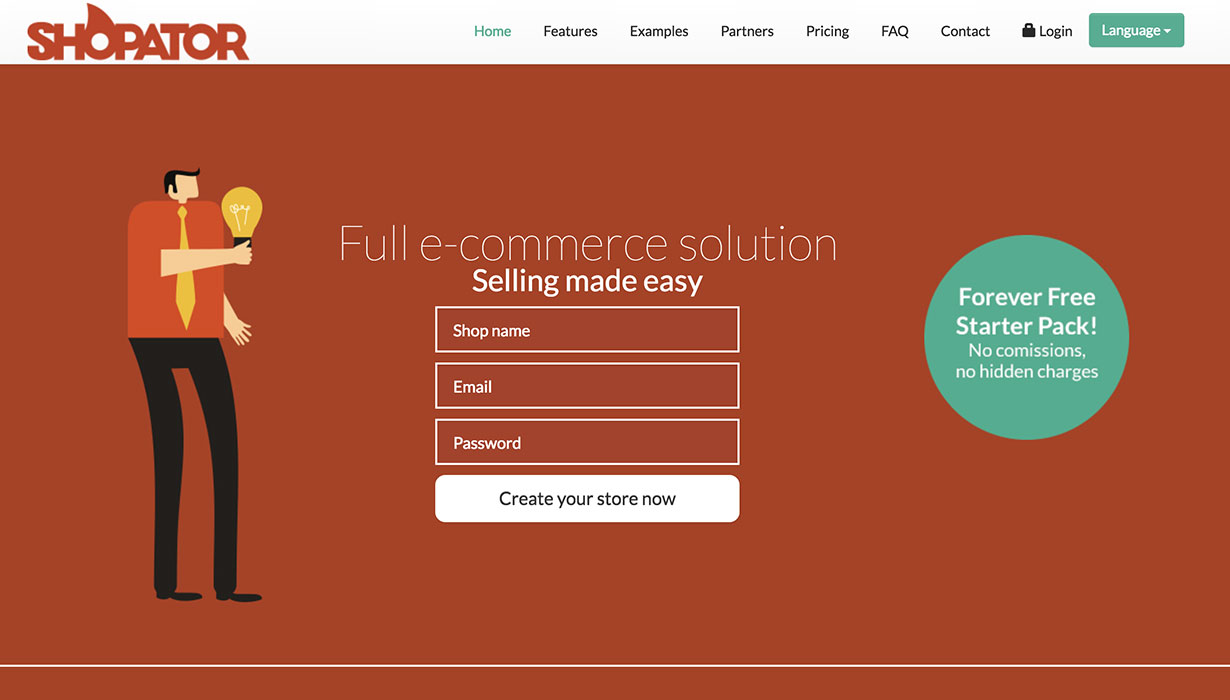 SHOPATOR
Home Features Examples Partners Pricing FAQ Contact Login Language
Full e-commerce solution
Selling made easy
Shop name
Email
Password
Create your store now
Forever Free
Starter Pack!
No comissions,
no hidden charges